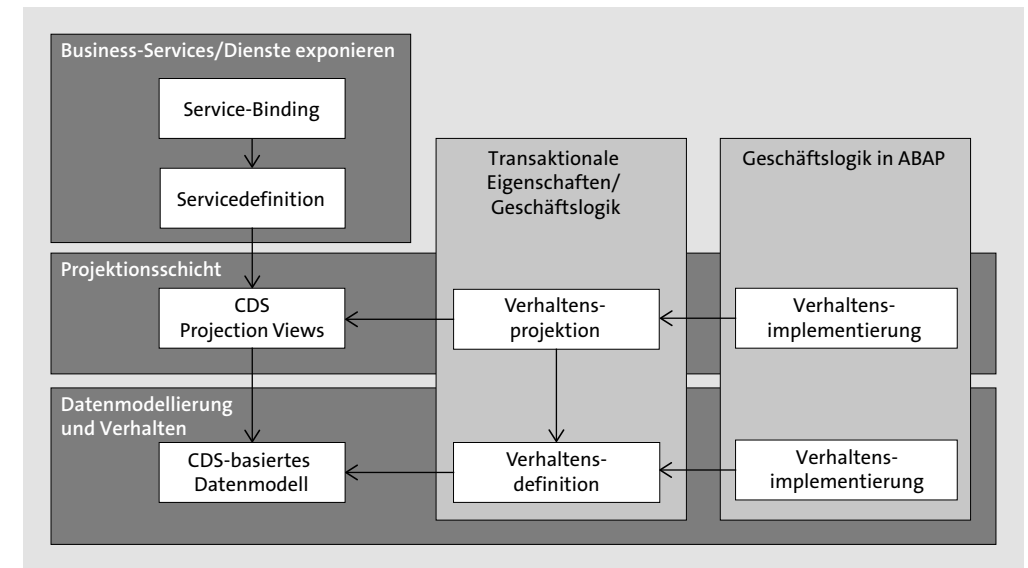 Business-Services/Dienste exponieren
Service-Binding
Servicedefinition
Transaktionale
Eigenschaften/
Geschäftslogik
Geschäftslogik in ABAP
Projektionsschicht
CDS
Projection Views
Verhaltens-
projektion
Verhaltens-
implementierung
Datenmodellierung
und Verhalten
CDS-basiertes
Datenmodell
Verhaltens-
definition
Verhaltens-
implementierung